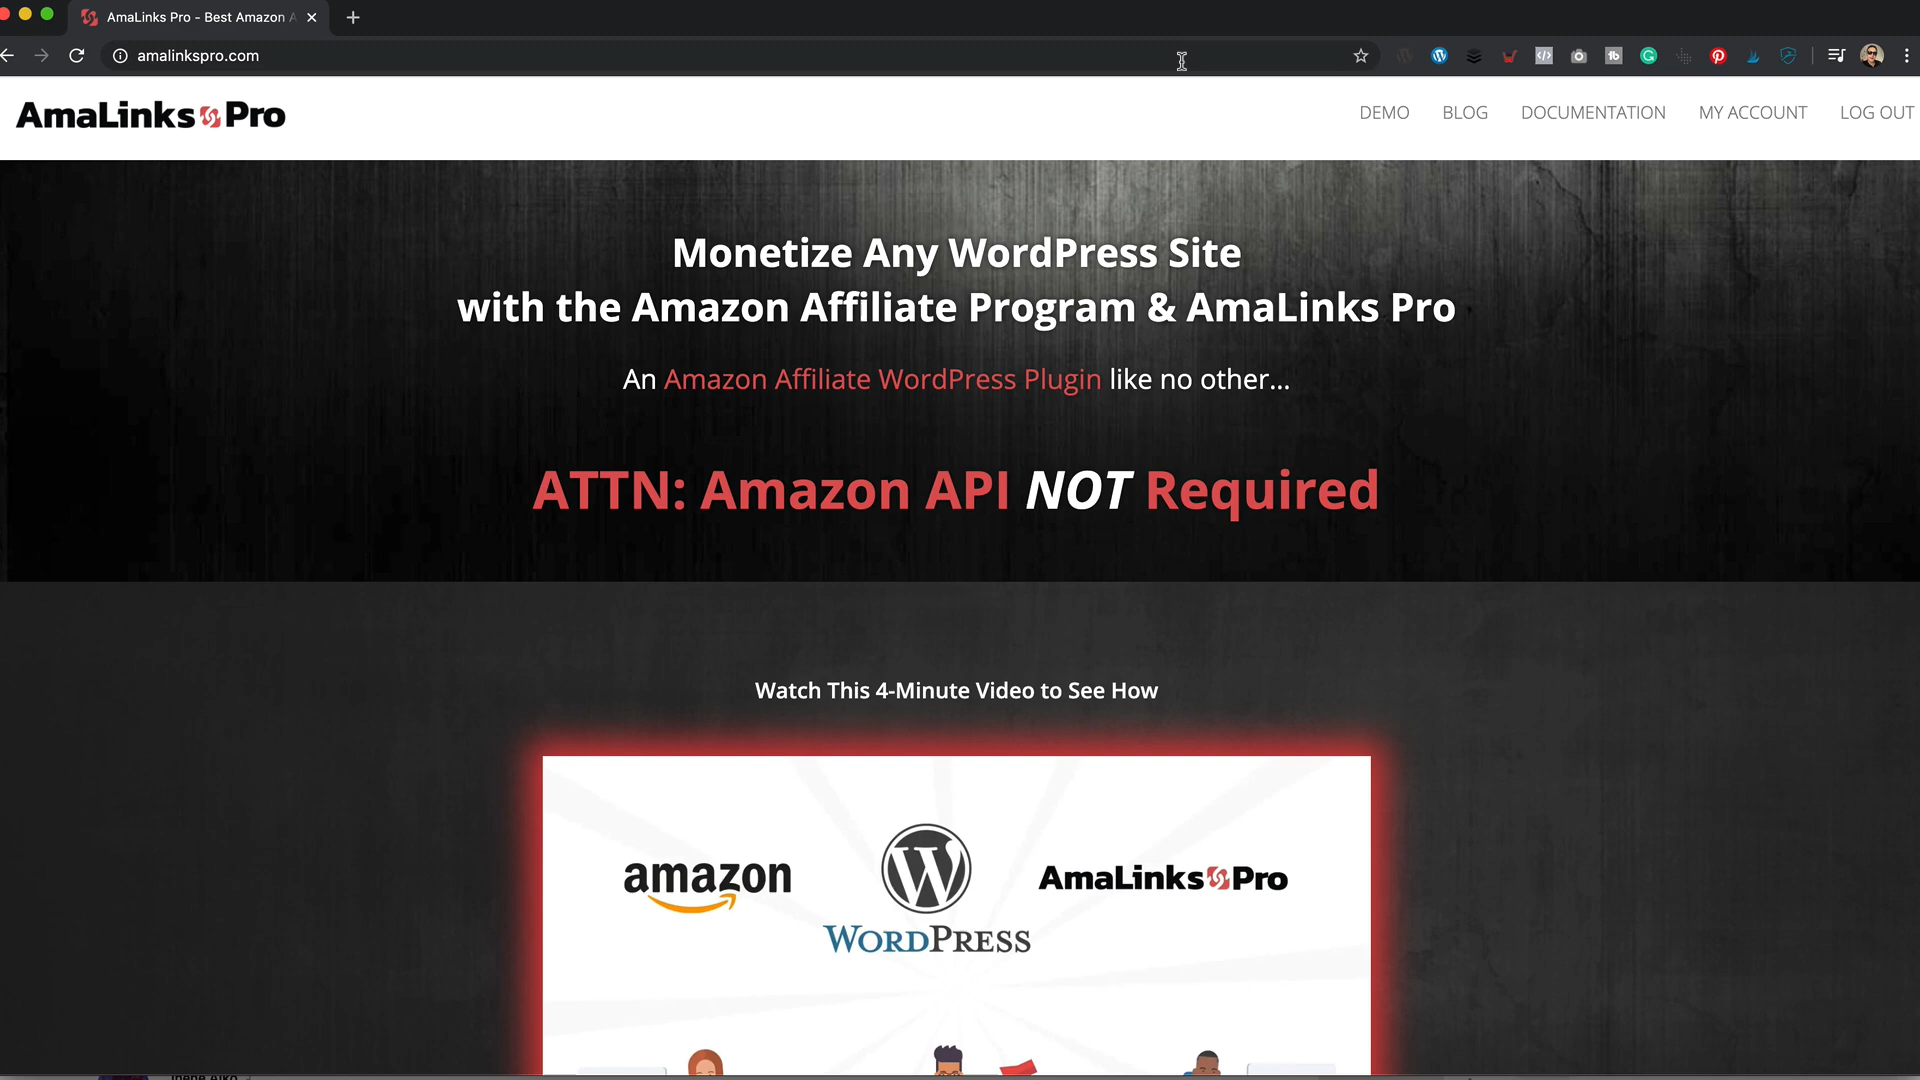 AmaLinks Pro - Best Amazon A
amalinkspro.com
AmaLinks Pro
DEMO
BLOG
DOCUMENTATION
MY ACCOUNT
LOG OUT
Monetize Any WordPress Site
with the Amazon Affiliate Program & AmaLinks Pro
An Amazon Affiliate WordPress Plugin like no other...
ATTN: Amazon API NOT Required
Watch This 4-Minute Video to See How
amazon
WORDPRESS
AmaLinks Pro